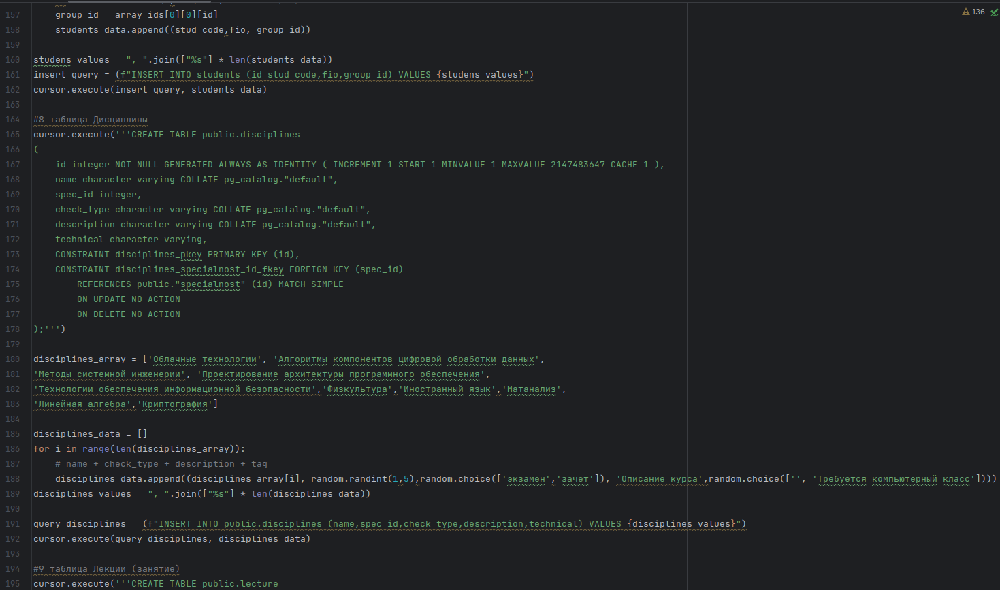 136
157 group_id = array_ids[0][0][id]
158 students_data.append((stud_code,fio, group_id))
159
160 studens_values = ", ".join(["%s"] * len(students_data))
161 insert_query = (f"INSERT INTO students (id_stud_code,fio,group_id) VALUES {studens_values}")
162 cursor.execute(insert_query, students_data)
163
164 #8 таблица Дисциплины
165 cursor.execute('''CREATE TABLE public.disciplines
166 (
167 id integer NOT NULL GENERATED ALWAYS AS IDENTITY ( INCREMENT 1 START 1 MINVALUE 1 MAXVALUE 2147483647 CACHE 1 ),
168 name character varying COLLATE pg_catalog."default",
169 spec_id integer,
170 check_type character varying COLLATE pg_catalog."default",
171 description character varying COLLATE pg_catalog."default",
172 technical character varying,
173 CONSTRAINT disciplines_pkey PRIMARY KEY (id),
174 CONSTRAINT disciplines_specialnost_id_fkey FOREIGN KEY (spec_id)
175 REFERENCES public."specialnost" (id) MATCH SIMPLE
176 ON UPDATE NO ACTION
177 ON DELETE NO ACTION
178 );''')
179
180 disciplines_array = ['Облачные технологии', 'Алгоритмы компонентов цифровой обработки данных',
181 'Методы системной инженерии', 'Проектирование архитектуры программного обеспечения',
182 'Технологии обеспечения информационной безопасности','Физкультура','Иностранный язык','Матанализ',
183 'Линейная алгебра','Криптография']
184
185 disciplines_data = []
186 for i in range(len(disciplines_array)):
187 # name + check_type + description + tag
188 disciplines_data.append((disciplines_array[i], random.randint(1,5),random.choice(['экзамен','зачет']), 'Описание курса',random.choice(['', 'Требуется компьютерный класс'])))
189 disciplines_values = ", ".join(["%s"] * len(disciplines_data))
190
191 query_disciplines = (f"INSERT INTO public.disciplines (name,spec_id,check_type,description,technical) VALUES {disciplines_values}")
192 cursor.execute(query_disciplines, disciplines_data)
193
194 #9 таблица Лекции (занятие)
195 cursor.execute('''CREATE TABLE public.lecture